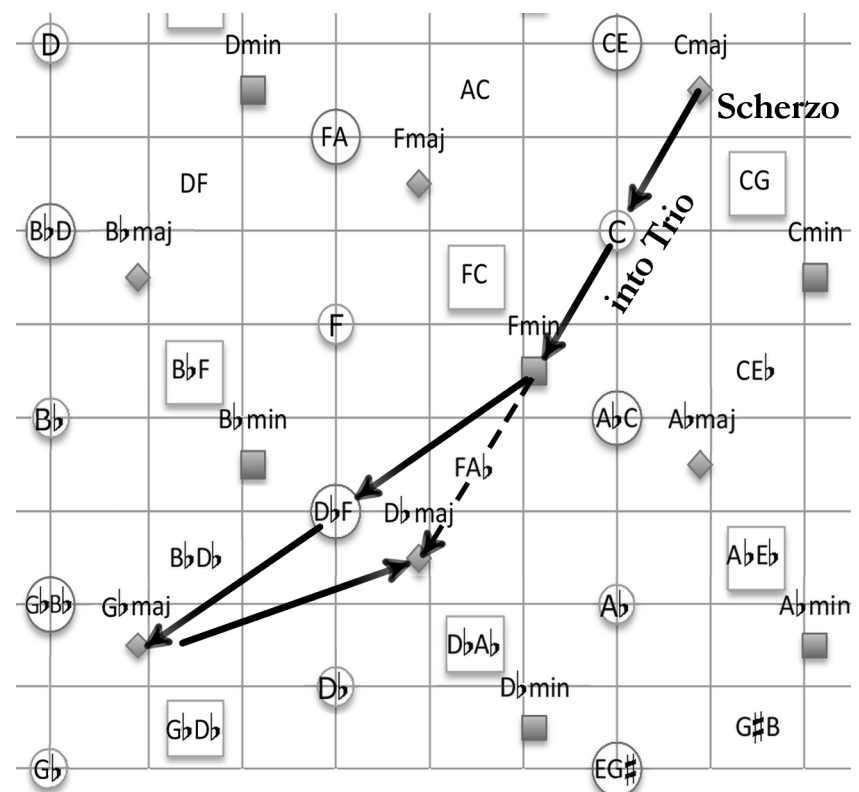 D Dmin CE Cmaj
AC
Scherzo
FA Fmaj
DF CG
B♭D B♭maj C Cmin
into Trio
FC
F Fmin
B♭F CE♭
B♭ B♭min A♭C A♭maj
FA♭
D♭F D♭maj
B♭D♭ A♭E♭
G♭B♭ G♭maj A♭ A♭min
D♭A♭
D♭ D♭min
G♭D♭ G♯B
G♭ EG♯